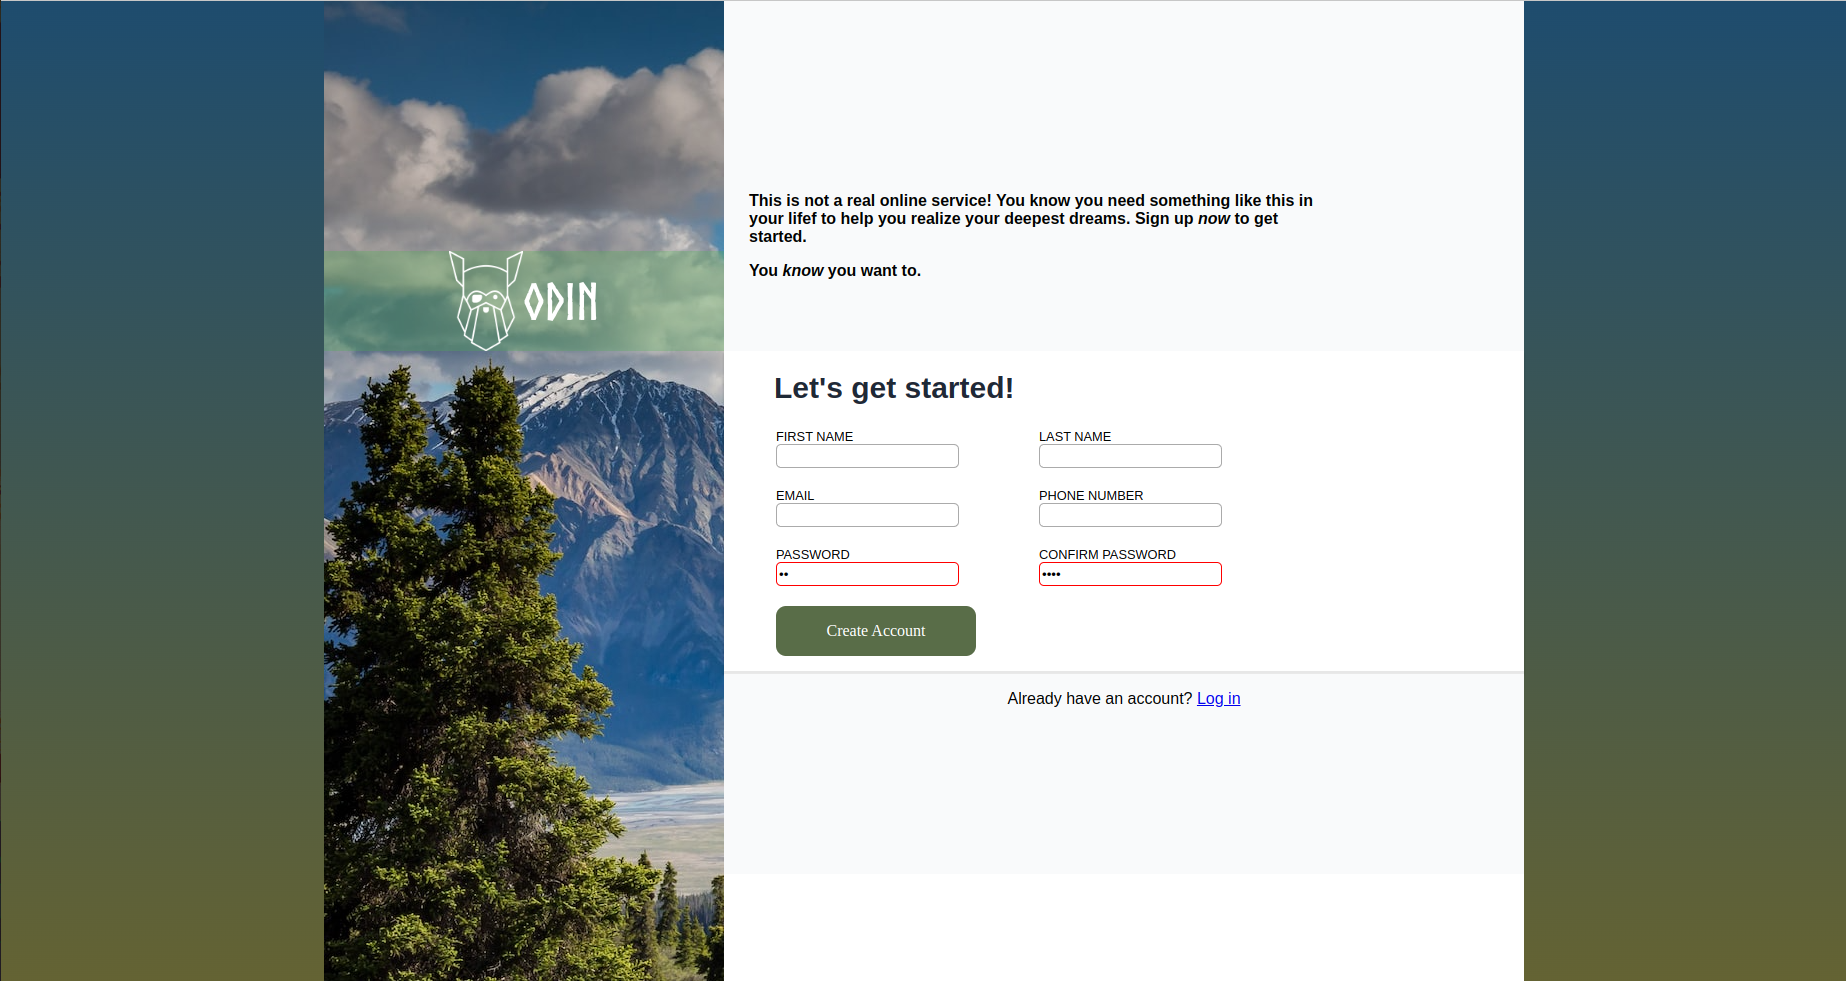 ODIN
This is not a real online service! You know you need something like this in
your lifef to help you realize your deepest dreams. Sign up now to get
started.
You know you want to.
Let's get started!
FIRST NAME
LAST NAME
EMAIL
PHONE NUMBER
PASSWORD
CONFIRM PASSWORD
••
••••
Create Account
Already have an account? Log in